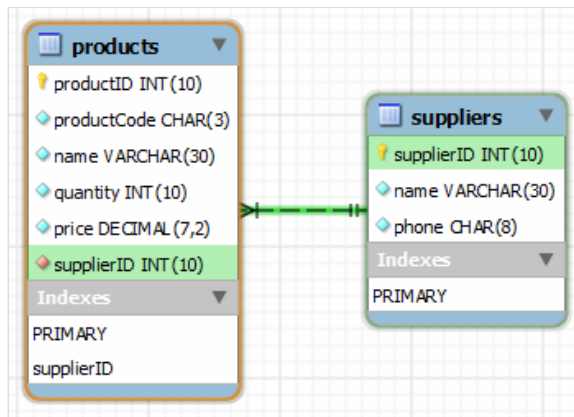 products
productID INT(10)
productCode CHAR(3)
name VARCHAR(30)
quantity INT(10)
price DECIMAL(7,2)
supplierID INT(10)
Indexes
PRIMARY
supplierID
suppliers
supplierID INT(10)
name VARCHAR(30)
phone CHAR(8)
Indexes
PRIMARY